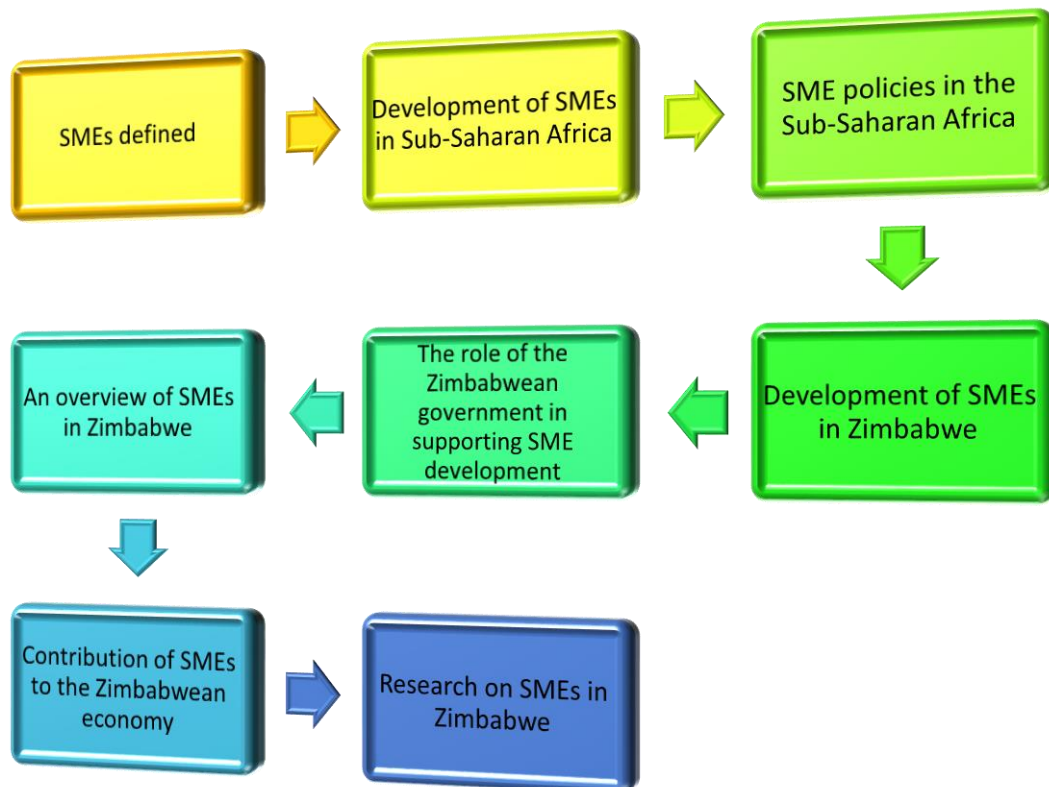 SMEs defined
Development of SMEs
in Sub-Saharan Africa
SME policies in the
Sub-Saharan Africa
Development of SMEs
in Zimbabwe
The role of the
Zimbabwean
government in
supporting SME
development
An overview of SMEs
in Zimbabwe
Contribution of SMEs
to the Zimbabwean
economy
Research on SMEs in
Zimbabwe